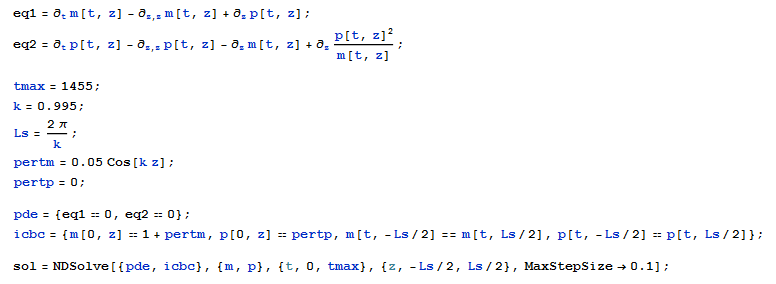 eq1 = ∂ₜ m[t, z] - ∂z,z m[t, z] + ∂z p[t, z];
eq2 = ∂ₜ p[t, z] - ∂z,z p[t, z] - ∂z m[t, z] + ∂z p[t, z]² / m[t, z];
tmax = 1455;
k = 0.995;
Ls = 2 π / k;
pertm = 0.05 Cos[k z];
pertp = 0;
pde = {eq1 == 0, eq2 == 0};
icbc = {m[0, z] == 1 + pertm, p[0, z] == pertp, m[t, -Ls/2] == m[t, Ls/2], p[t, -Ls/2] == p[t, Ls/2]};
sol = NDSolve[{pde, icbc}, {m, p}, {t, 0, tmax}, {z, -Ls/2, Ls/2}, MaxStepSize → 0.1];